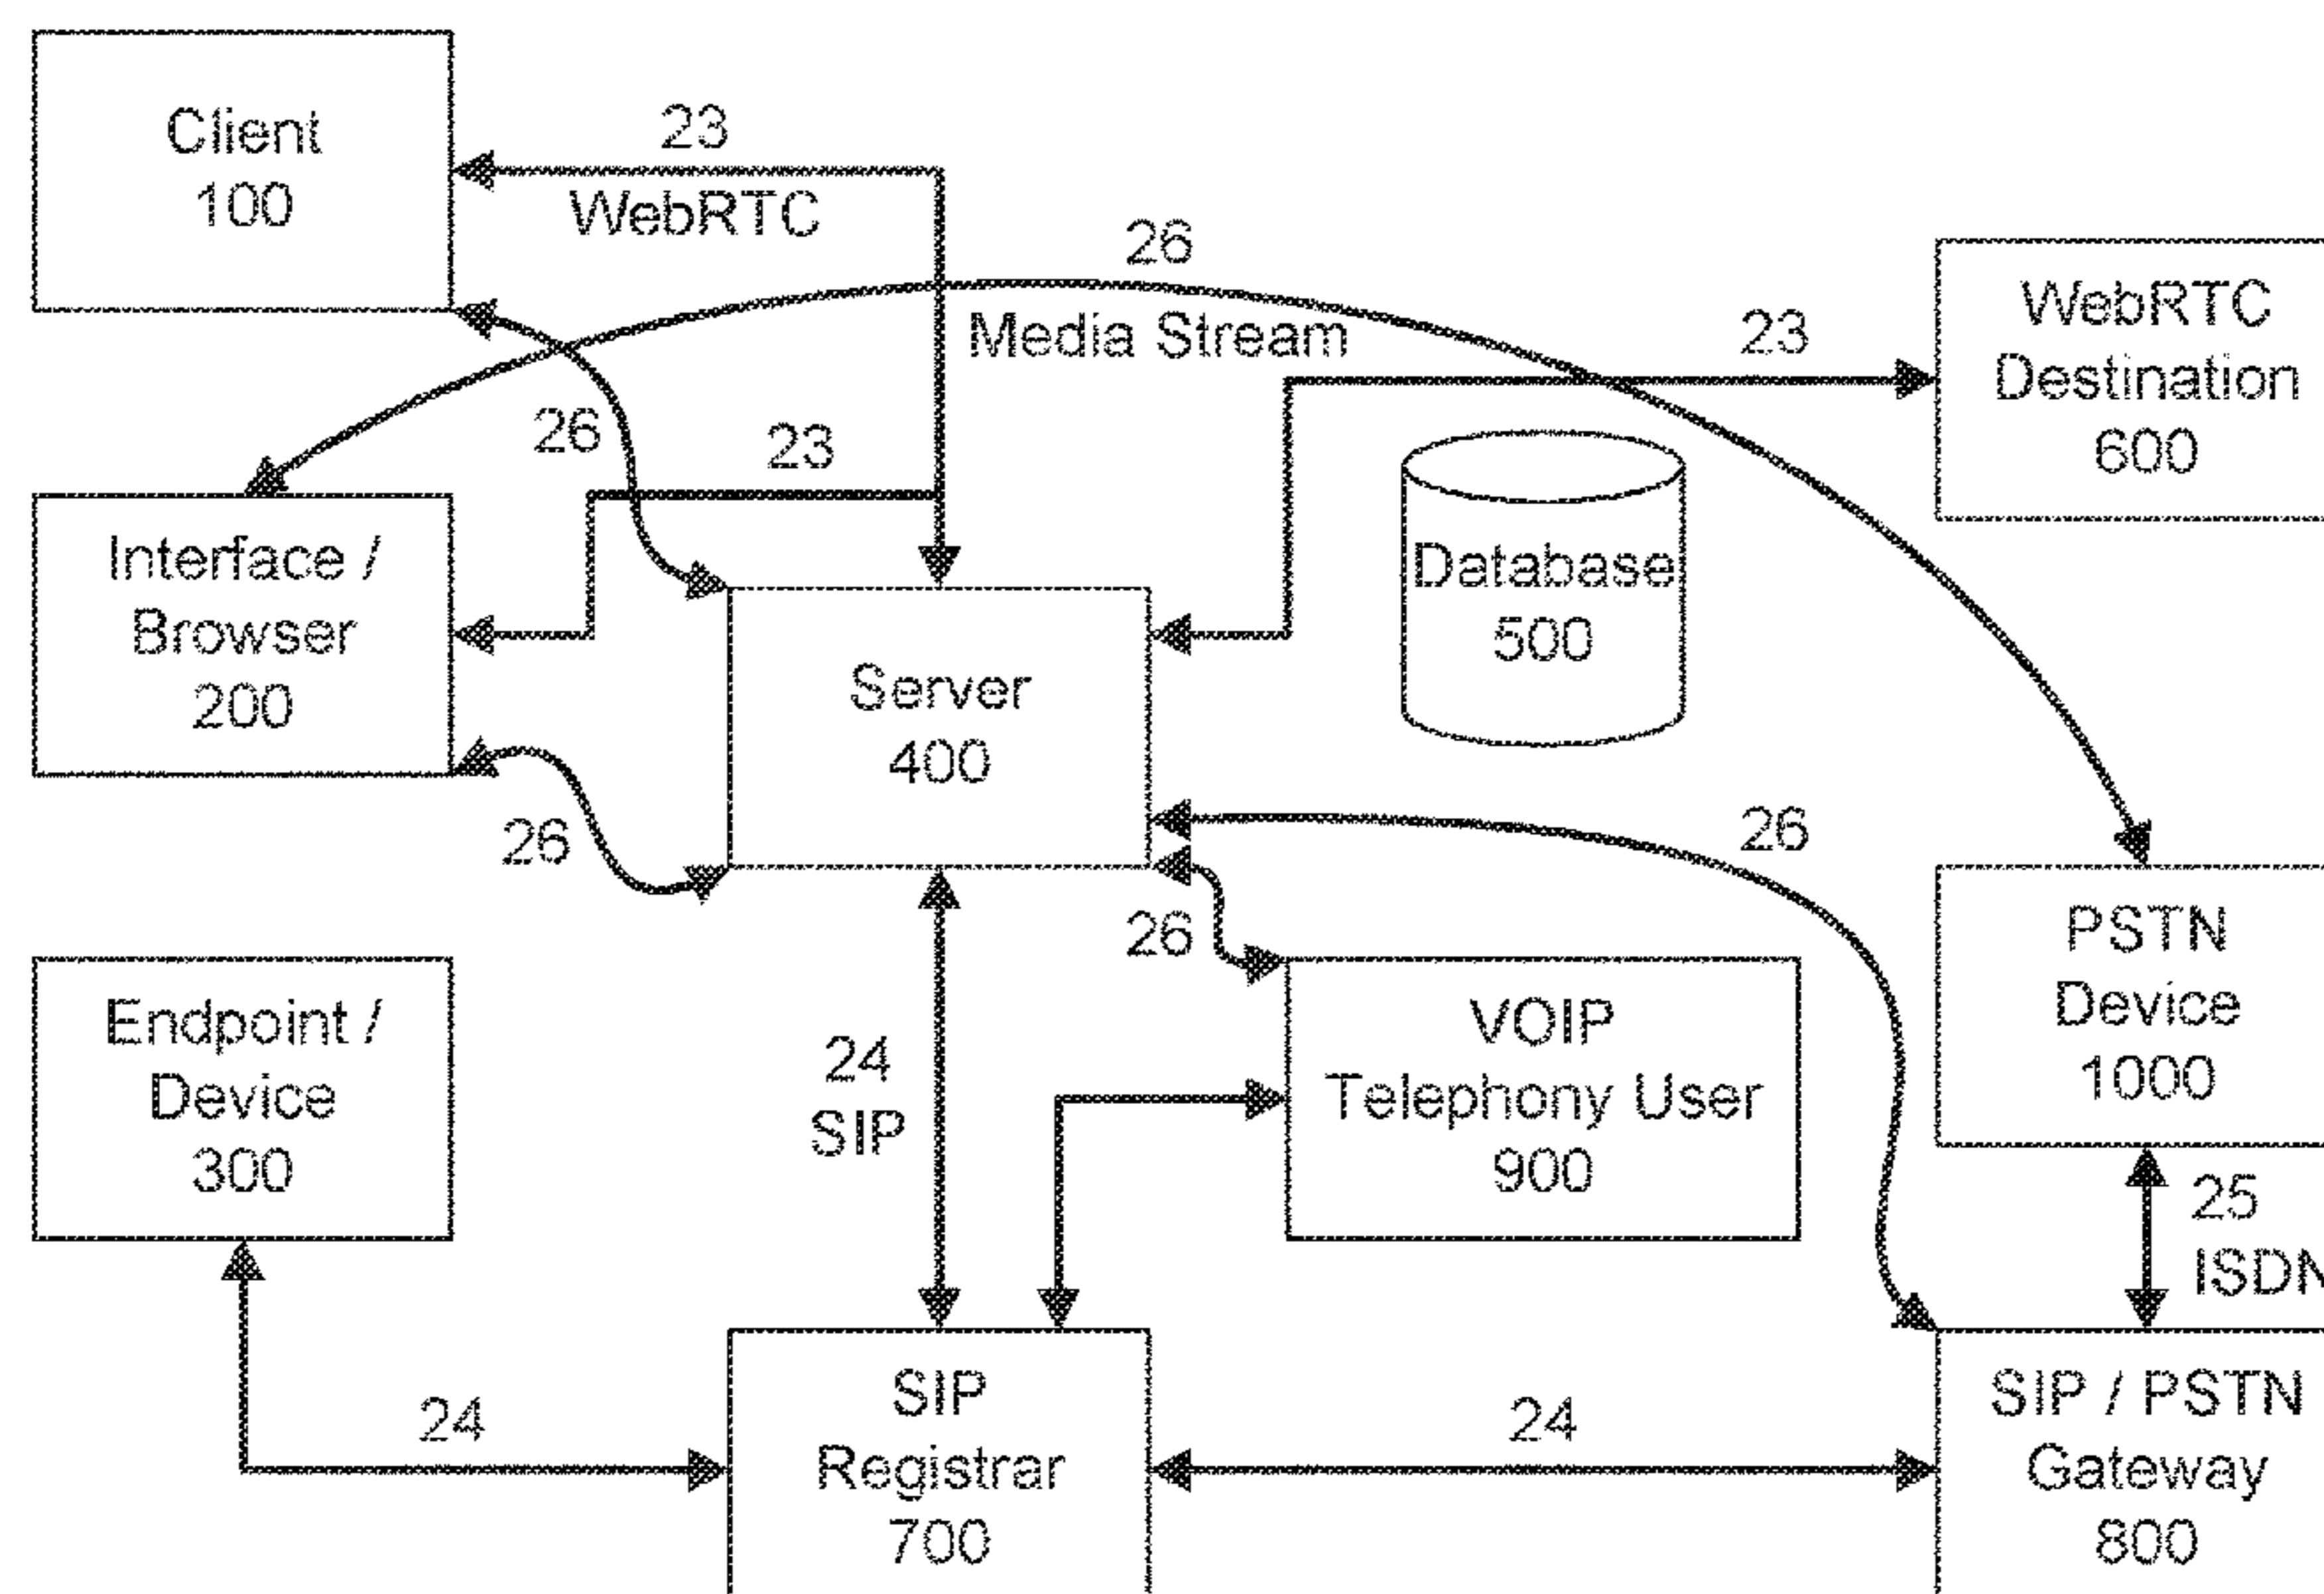 Client
100
23
WebRTC
26
Media Stream
23
WebRTC
Destination
600
26
23
Interface /
Browser
200
Database
500
Server
400
26
26
26
PSTN
Device
1000
Endpoint /
Device
300
24
SIP
VOIP
Telephony User
900
25
ISDN
24
SIP
Registrar
700
24
SIP / PSTN
Gateway
800